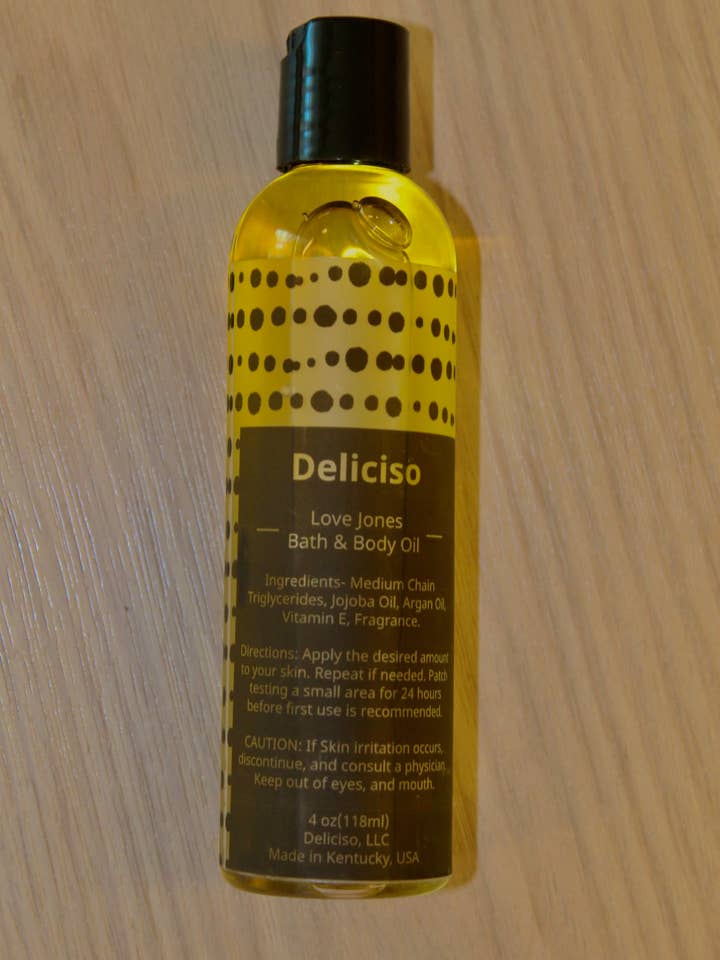 Deliciso
Love Jones
Bath & Body Oil
Ingredients- Medium Chain
Triglycerides, Jojoba Oil, Argan Oil,
Vitamin E, Fragrance.
Directions: Apply the desired amount
to your skin. Repeat if needed. Patch
testing a small area for 24 hours
before first use is recommended.
CAUTION: If Skin irritation occurs,
discontinue, and consult a physician.
Keep out of eyes, and mouth.
4 oz(118ml)
Deliciso, LLC
Made in Kentucky, USA